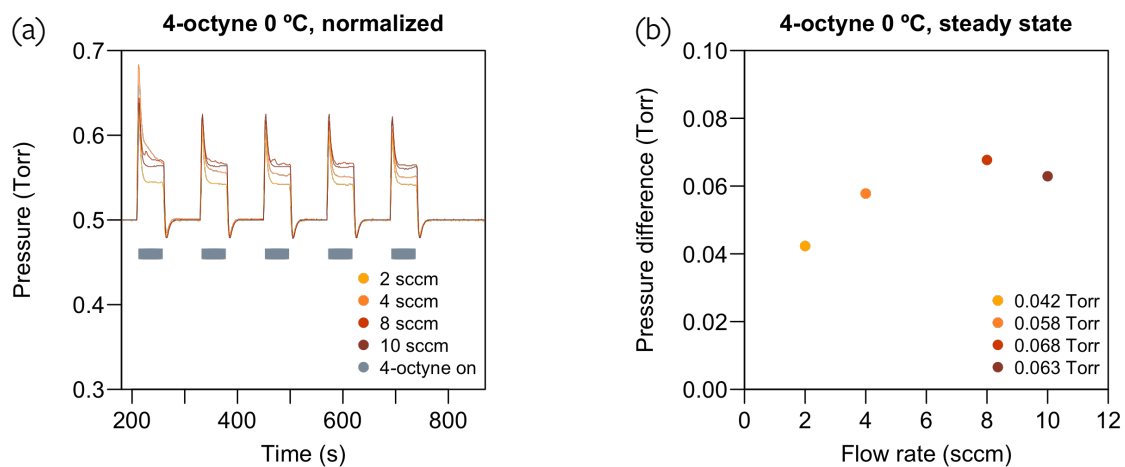 (a)
4-octyne 0 ºC, normalized
Pressure (Torr)
0.7
0.6
0.5
0.4
0.3
200
400
600
800
Time (s)
2 sccm
4 sccm
8 sccm
10 sccm
4-octyne on
(b)
4-octyne 0 ºC, steady state
Pressure difference (Torr)
0.10
0.08
0.06
0.04
0.02
0.00
0
2
4
6
8
10
12
Flow rate (sccm)
0.042 Torr
0.058 Torr
0.068 Torr
0.063 Torr